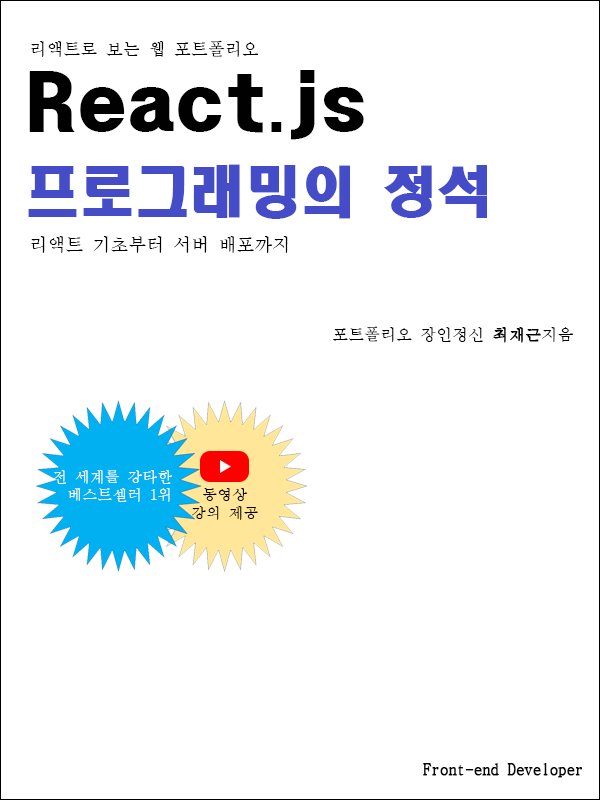 리액트로 보는 웹 포트폴리오
React.js
프로그래밍의 정석
리액트 기초부터 서버 배포까지
포트폴리오 장인정신 최재근지음
전 세계를 강타한
베스트셀러 1위
동영상
강의 제공
Front-end Developer